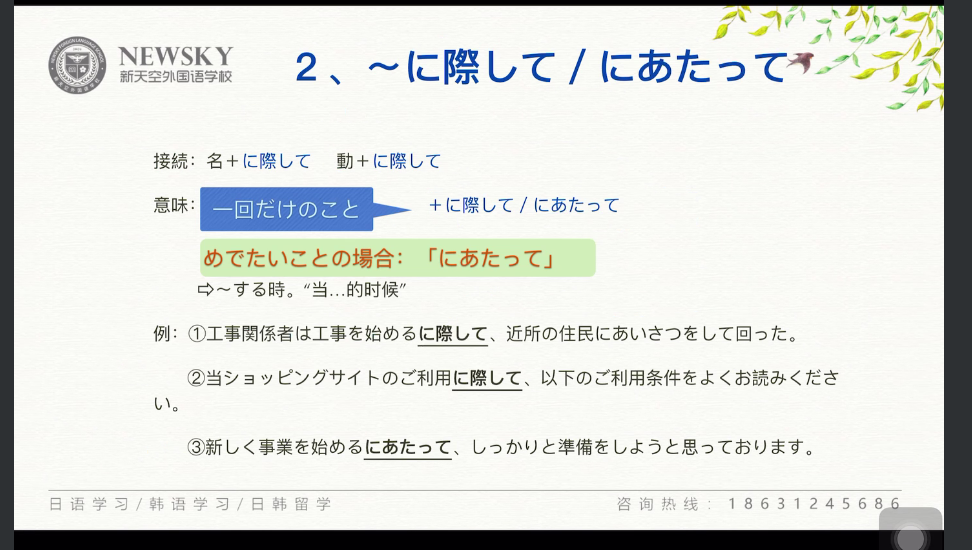 NEWSKY
新天空外国语学校
2、~に際して / にあたって
接続: 名+に際して 動+に際して
意味: 一回だけのこと +に際して / にあたって
めでたいことの場合: 「にあたって」
⇨~する時。“当…的时候”
例: ①工事関係者は工事を始めるに際して、近所の住民にあいさつをして回った。
②当ショッピングサイトのご利用に際して、以下のご利用条件をよくお読みくださ
い。
③新しく事業を始めるにあたって、しっかりと準備をしようと思っております。
日语学习/韩语学习/日韩留学
咨询热线: 18631245686